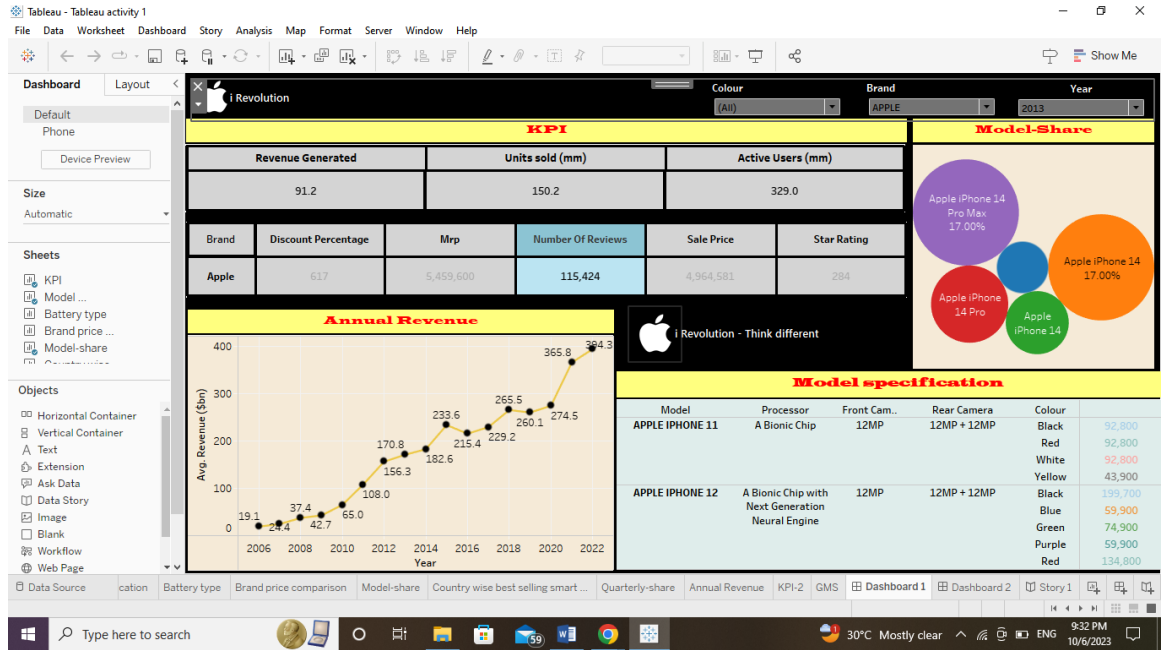 Tableau - Tableau activity 1
File Data Worksheet Dashboard Story Analysis Map Format Server Window Help
Show Me
Dashboard Layout
Default
Phone
Device Preview
Size
Automatic
Sheets
KPI
Model ...
Battery type
Brand price ...
Model-share
Objects
Horizontal Container
Vertical Container
A Text
Extension
Ask Data
Data Story
Image
Blank
Workflow
Web Page
i Revolution
Colour Brand Year
(All) APPLE 2013
KPI
Revenue Generated Units sold (mm) Active Users (mm)
91.2 150.2 329.0
Brand Discount Percentage Mrp Number Of Reviews Sale Price Star Rating
Apple 617 5,459,600 115,424 4,964,581 284
Model-Share
Apple iPhone 14
Pro Max
17.00%
Apple iPhone 14
17.00%
Apple iPhone
14 Pro
Apple
iPhone 14
Annual Revenue
Avg. Revenue ($bn)
400
300
200
100
0
19.1
24.4
37.4
42.7
65.0
108.0
156.3
170.8
182.6
233.6
215.4
229.2
265.5
260.1
274.5
365.8
394.3
2006 2008 2010 2012 2014 2016 2018 2020 2022
Year
i Revolution - Think different
Model specification
Model Processor Front Cam.. Rear Camera Colour
APPLE IPHONE 11 A Bionic Chip 12MP 12MP + 12MP Black 92,800
Red 92,800
White 92,800
Yellow 43,900
APPLE IPHONE 12 A Bionic Chip with 12MP 12MP + 12MP Black 199,700
Next Generation Blue 59,900
Neural Engine Green 74,900
Purple 59,900
Red 134,800
Data Source cation Battery type Brand price comparison Model-share Country wise best selling smart ... Quarterly-share Annual Revenue KPI-2 GMS Dashboard 1 Dashboard 2 Story 1
Type here to search
59
1
30°C Mostly clear
ENG
9:32 PM
10/6/2023